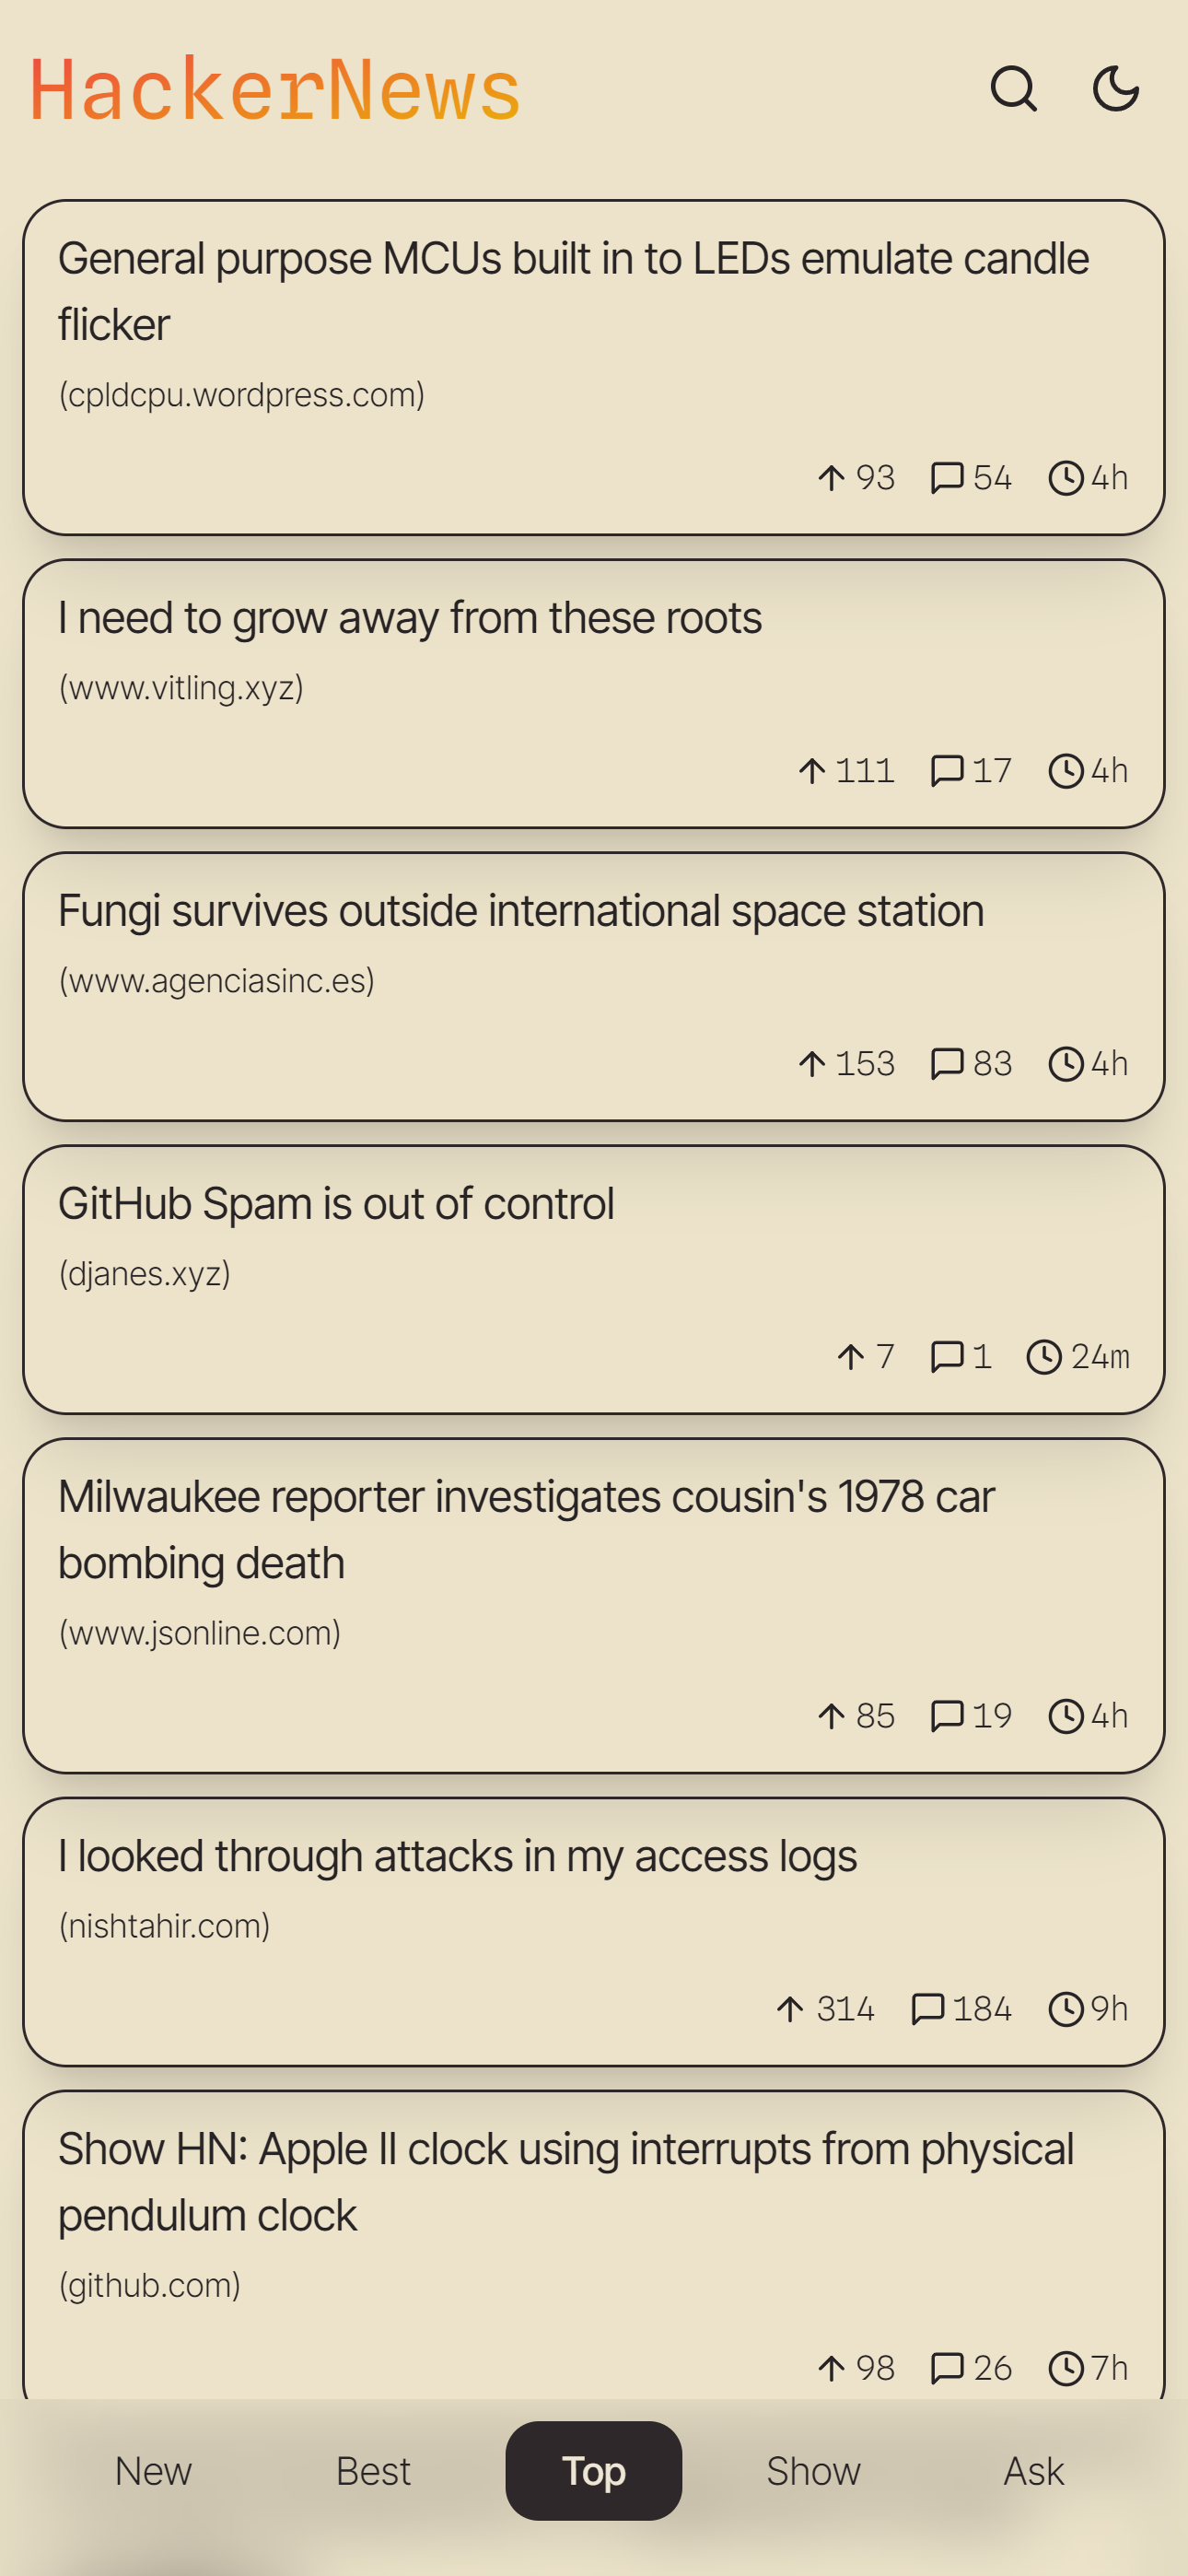 HackerNews
General purpose MCUs built in to LEDs emulate candle
flicker
(cpldcpu.wordpress.com)
93 54 4h
I need to grow away from these roots
(www.vitling.xyz)
111 17 4h
Fungi survives outside international space station
(www.agenciasinc.es)
153 83 4h
GitHub Spam is out of control
(djanes.xyz)
7 1 24m
Milwaukee reporter investigates cousin's 1978 car
bombing death
(www.jsonline.com)
85 19 4h
I looked through attacks in my access logs
(nishtahir.com)
314 184 9h
Show HN: Apple II clock using interrupts from physical
pendulum clock
(github.com)
98 26 7h
New Best Top Show Ask